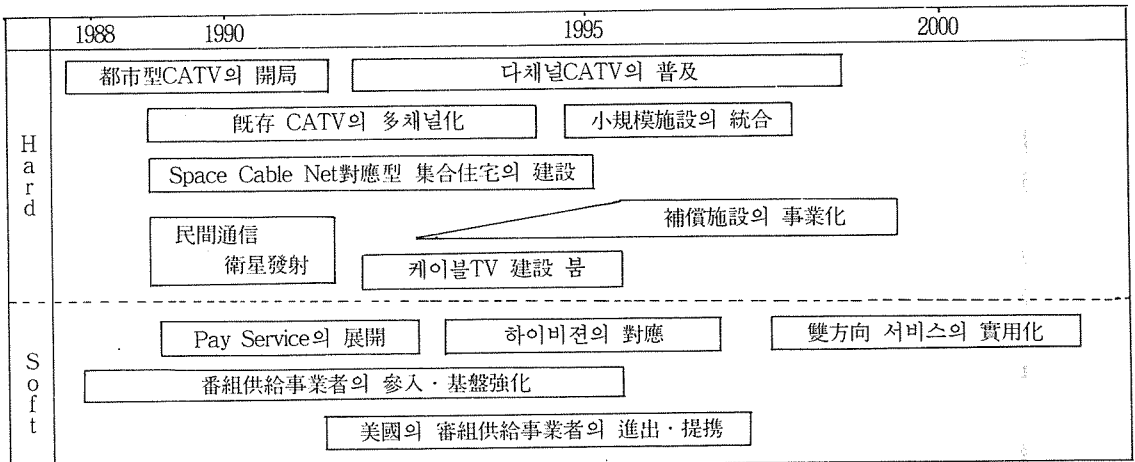 1988 1990 1995 2000
Hard
都市型CATV의 開局 다채널CATV의 普及
旣存 CATV의 多채널化 小規模施設의 統合
Space Cable Net對應型 集合住宅의 建設
補償施設의 事業化
民間通信
衛星發射
케이블TV 建設 붐
Soft
Pay Service의 展開 하이비젼의 對應 雙方向 서비스의 實用化
番組供給事業者의 參入·基盤強化
美國의 審組供給事業者의 進出·提携